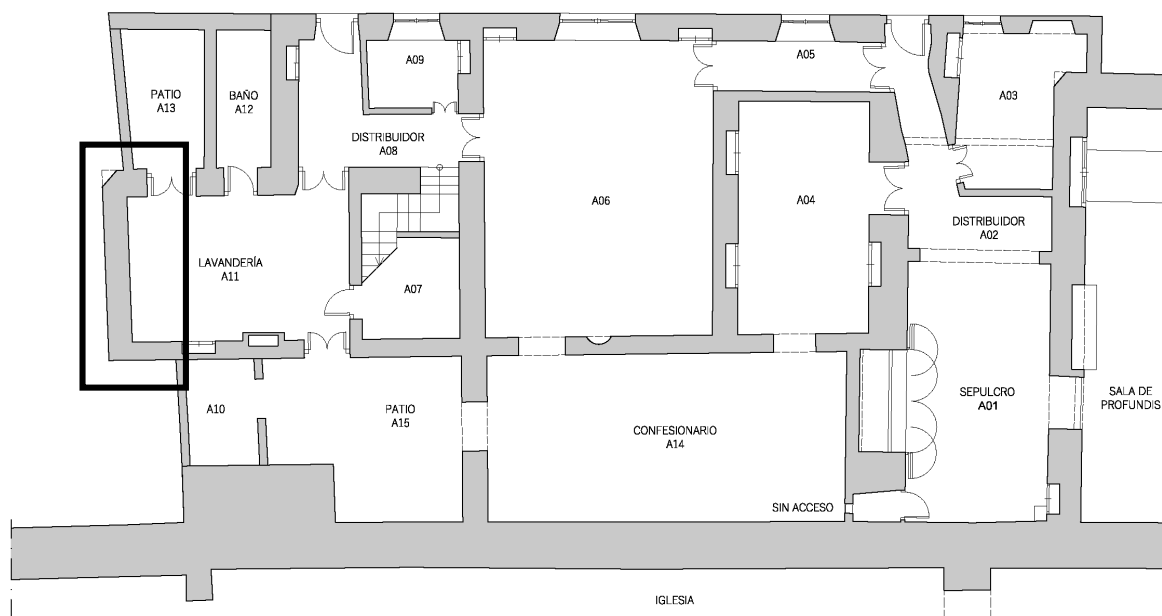 A05
A09
PATIO
A13
BAÑO
A12
A03
DISTRIBUIDOR
A08
A06
A04
DISTRIBUIDOR
A02
LAVANDERÍA
A11
A07
SEPULCRO
A01
SALA DE
PROFUNDIS
A10
PATIO
A15
CONFESIONARIO
A14
SIN ACCESO
IGLESIA